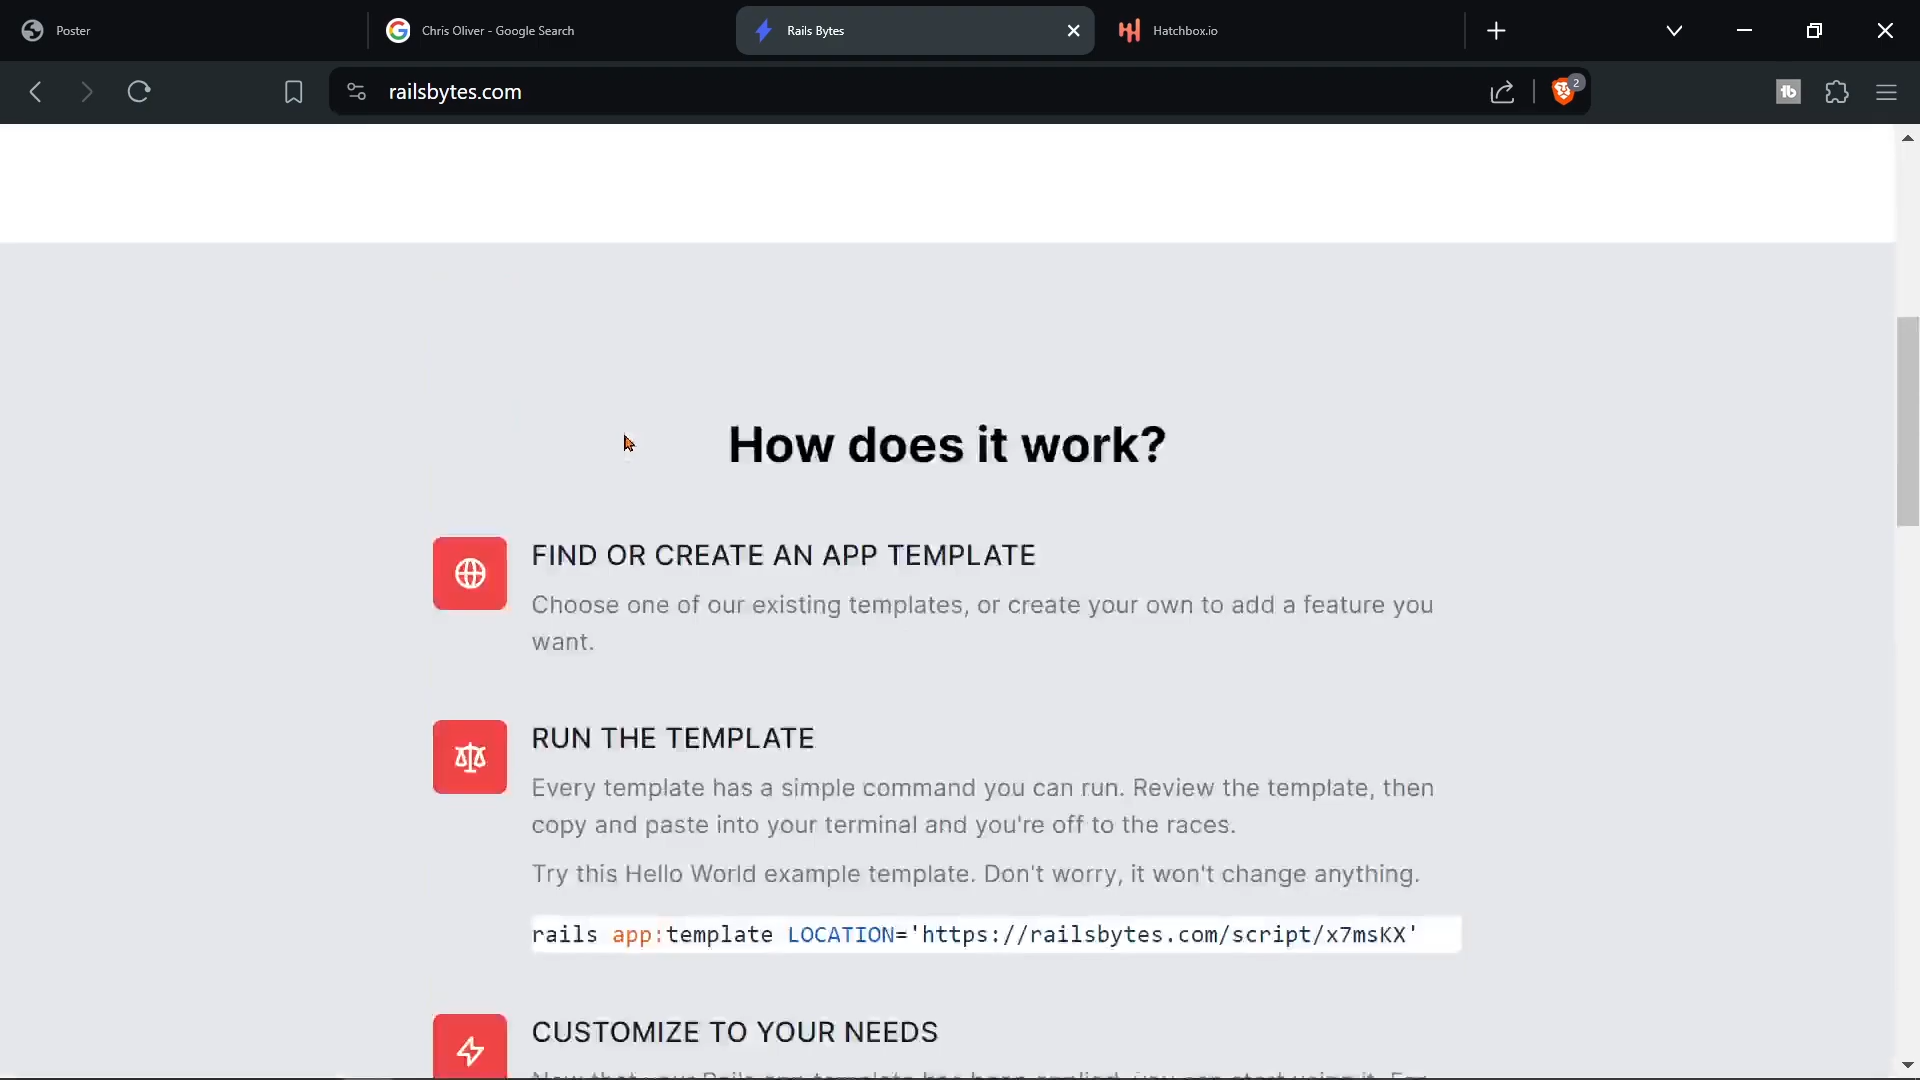 Poster
Chris Oliver - Google Search
Rails Bytes
Hatchbox.io
railsbytes.com
2
How does it work?
FIND OR CREATE AN APP TEMPLATE
Choose one of our existing templates, or create your own to add a feature you
want.
RUN THE TEMPLATE
Every template has a simple command you can run. Review the template, then
copy and paste into your terminal and you're off to the races.
Try this Hello World example template. Don't worry, it won't change anything.
rails app:template LOCATION='https://railsbytes.com/script/x7msKX'
CUSTOMIZE TO YOUR NEEDS